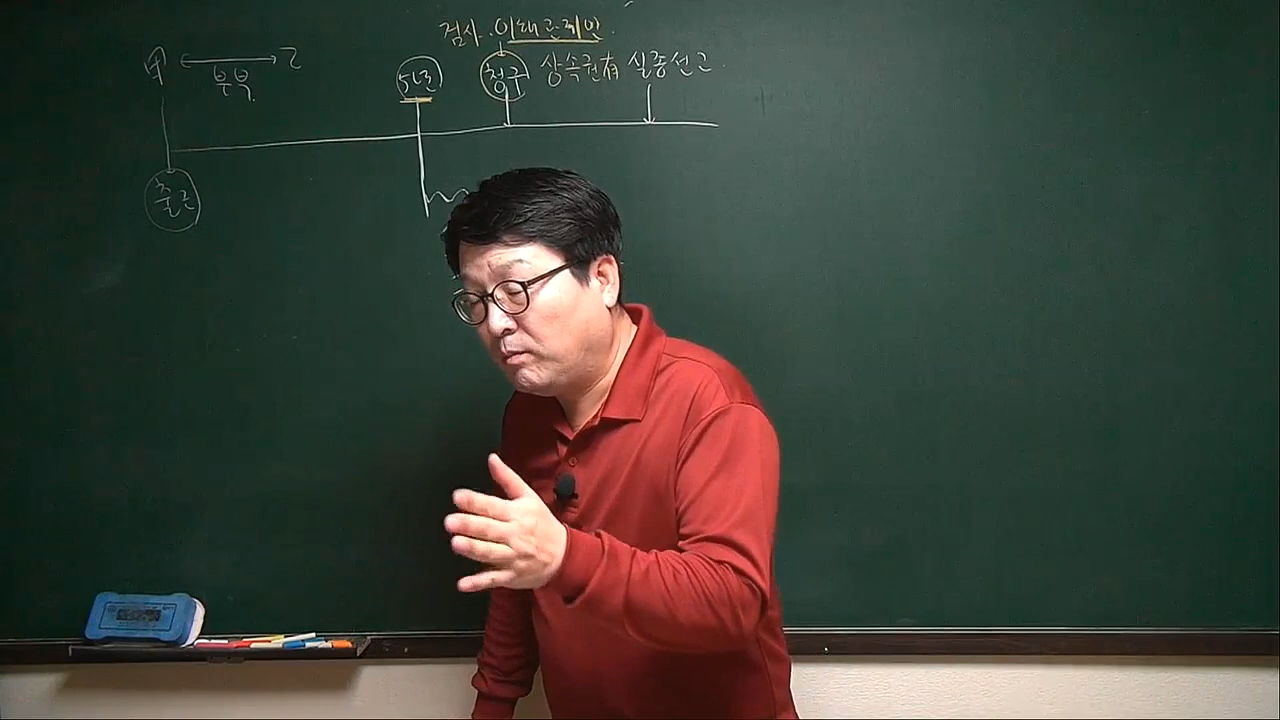 검사. 이해관계인
甲 ↔ 乙
부부
5년
청구
상속권有 실종선고
출근